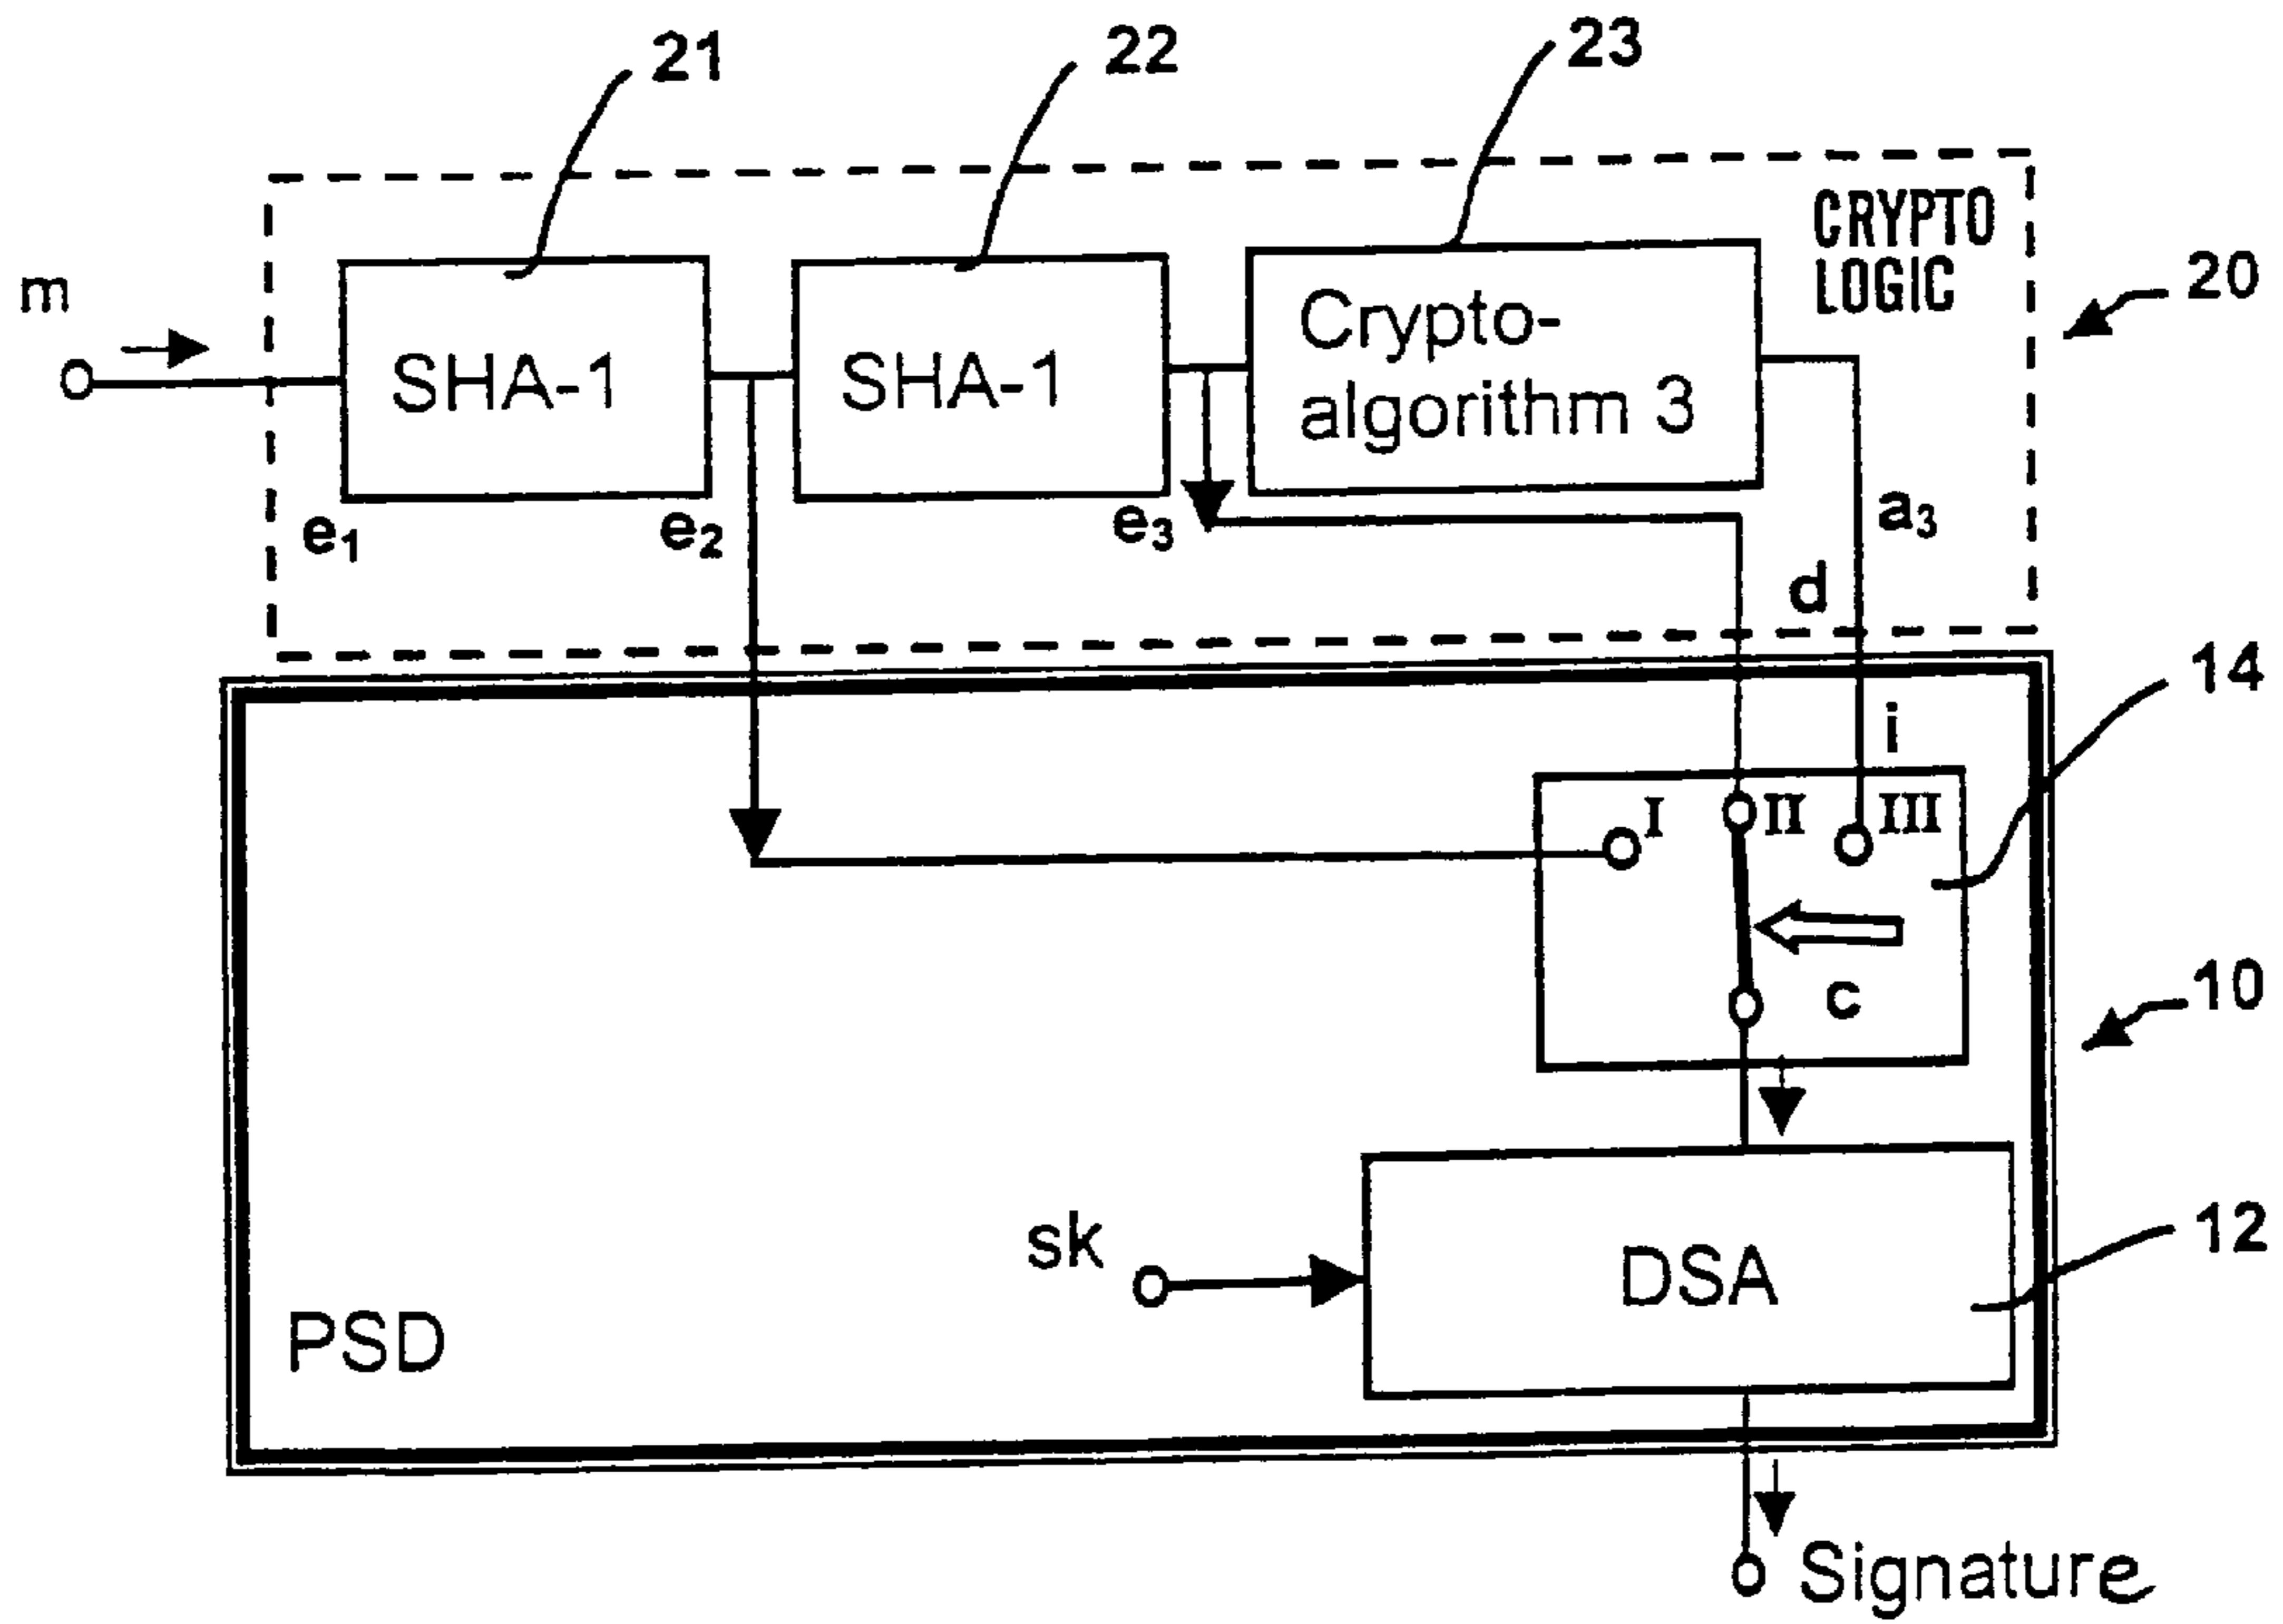 21
22
23
CRYPTO
LOGIC
20
m
SHA-1
SHA-1
Crypto-
algorithm 3
e1
e2
e3
a3
d
14
i
I
II
III
c
10
sk
DSA
12
PSD
Signature